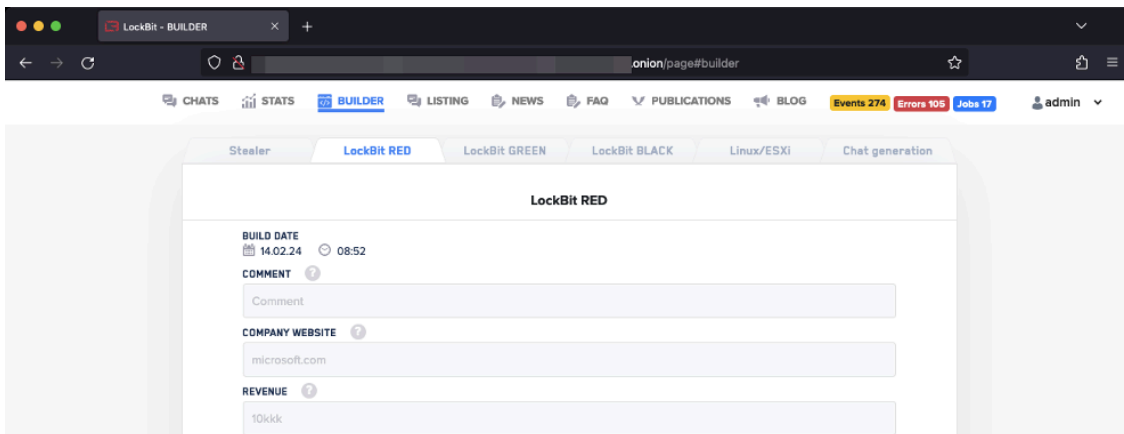 LockBit - BUILDER
.onion/page#builder
CHATS STATS BUILDER LISTING NEWS FAQ PUBLICATIONS BLOG Events 274 Errors 105 Jobs 17 admin
Stealer LockBit RED LockBit GREEN LockBit BLACK Linux/ESXi Chat generation
LockBit RED
BUILD DATE
14.02.24 08:52
COMMENT ?
Comment
COMPANY WEBSITE ?
microsoft.com
REVENUE ?
10kkk